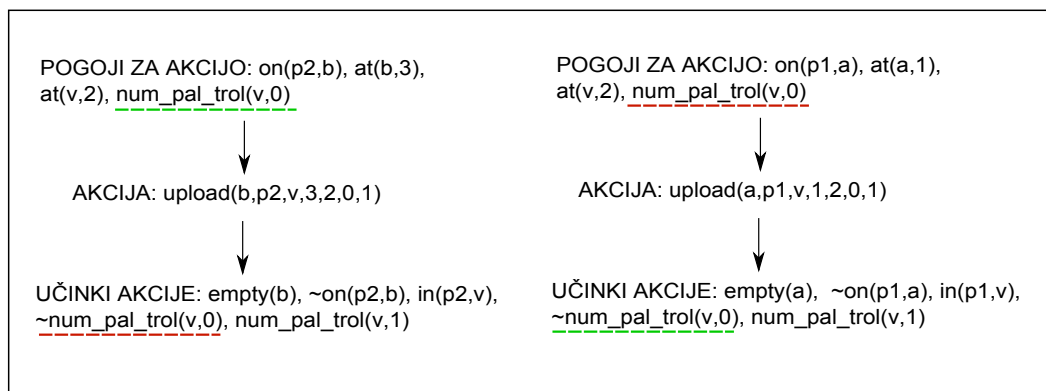 POGOJI ZA AKCIJO: on(p2,b), at(b,3),
at(v,2), num_pal_trol(v,0)
AKCIJA: upload(b,p2,v,3,2,0,1)
UČINKI AKCIJE: empty(b), ~on(p2,b), in(p2,v),
~num_pal_trol(v,0), num_pal_trol(v,1)
POGOJI ZA AKCIJO: on(p1,a), at(a,1),
at(v,2), num_pal_trol(v,0)
AKCIJA: upload(a,p1,v,1,2,0,1)
UČINKI AKCIJE: empty(a), ~on(p1,a), in(p1,v),
~num_pal_trol(v,0), num_pal_trol(v,1)